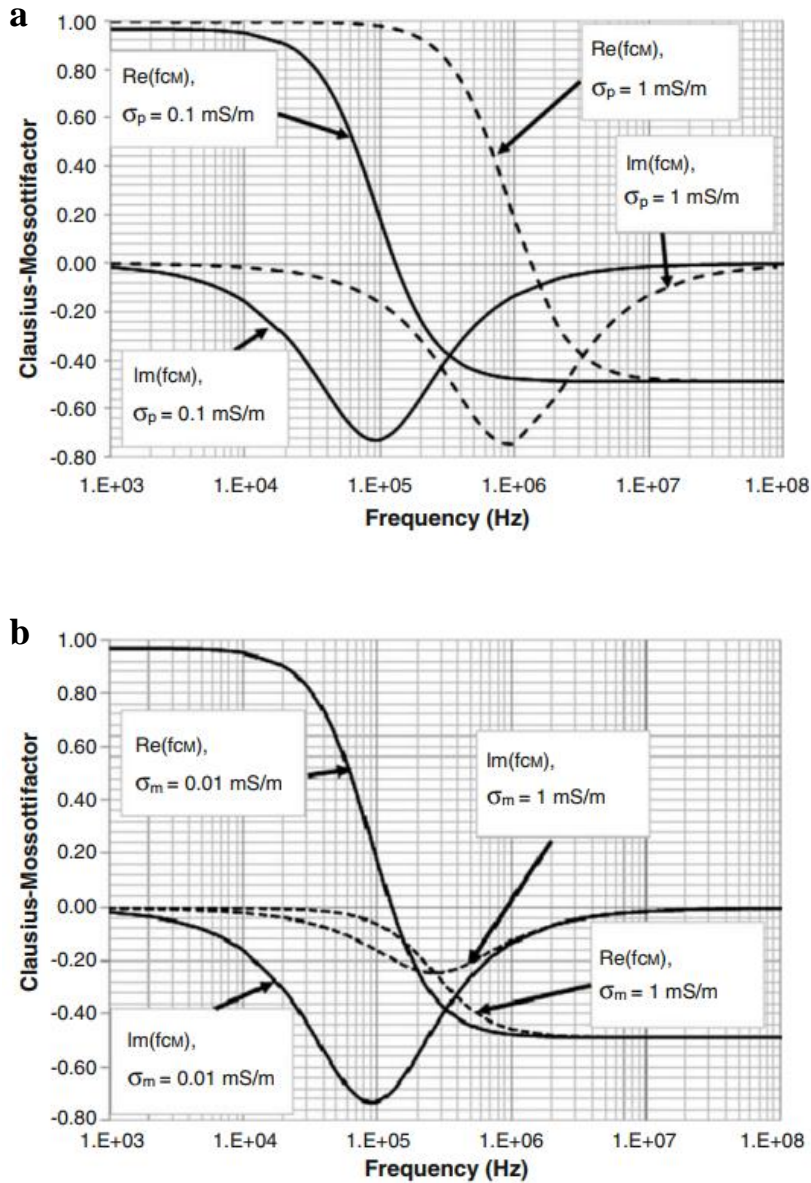 a
1.00
0.80
0.60
0.40
0.20
0.00
-0.20
-0.40
-0.60
-0.80
Clausius-Mossottifactor
Re(fCM),
σp = 0.1 mS/m
Re(fCM),
σp = 1 mS/m
Im(fCM),
σp = 1 mS/m
Im(fCM),
σp = 0.1 mS/m
1.E+03 1.E+04 1.E+05 1.E+06 1.E+07 1.E+08
Frequency (Hz)
b
1.00
0.80
0.60
0.40
0.20
0.00
-0.20
-0.40
-0.60
-0.80
Clausius-Mossottifactor
Re(fCM),
σm = 0.01 mS/m
Im(fCM),
σm = 1 mS/m
Re(fCM),
σm = 1 mS/m
Im(fCM),
σm = 0.01 mS/m
1.E+03 1.E+04 1.E+05 1.E+06 1.E+07 1.E+08
Frequency (Hz)